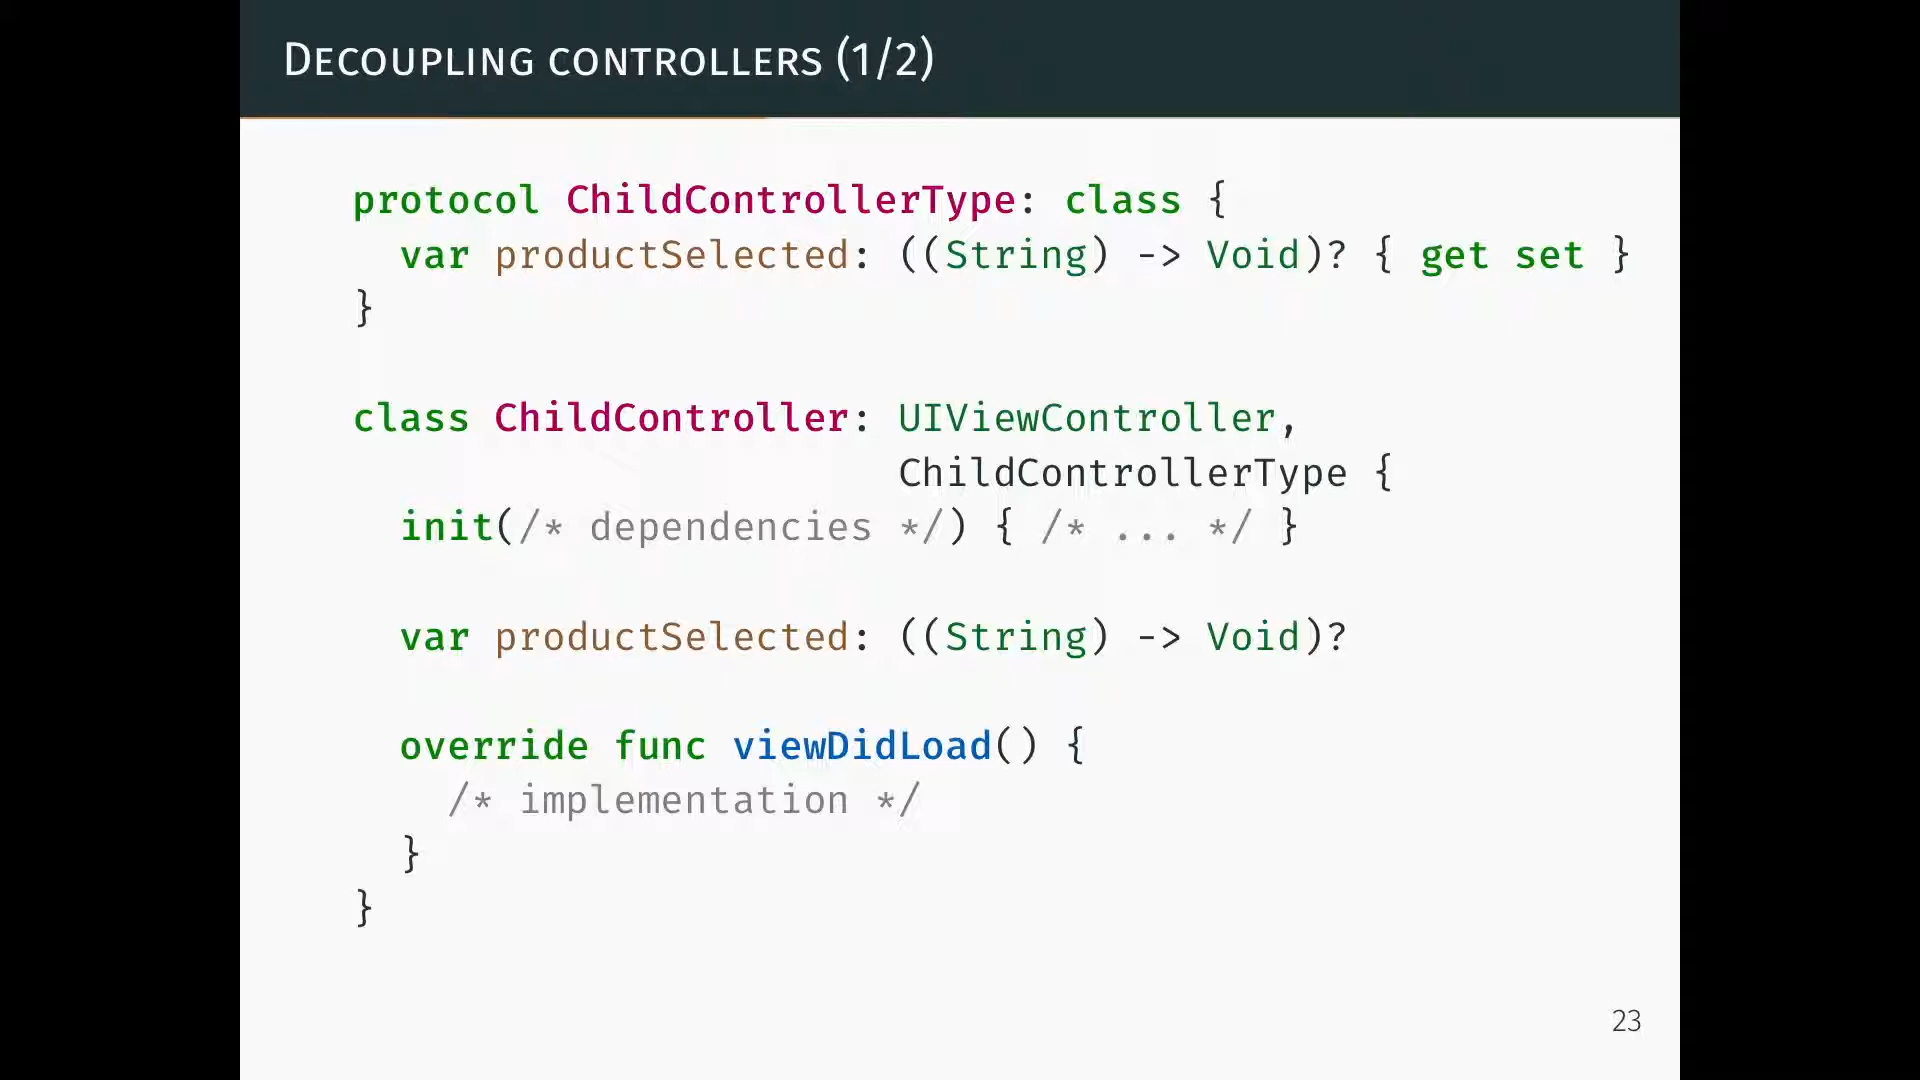 DECOUPLING CONTROLLERS (1/2)
protocol ChildControllerType: class {
  var productSelected: ((String) -> Void)? { get set }
}
class ChildController: UIViewController,
                       ChildControllerType {
  init(/* dependencies */) { /* ... */ }
  var productSelected: ((String) -> Void)?
  override func viewDidLoad() {
    /* implementation */
  }
}
23